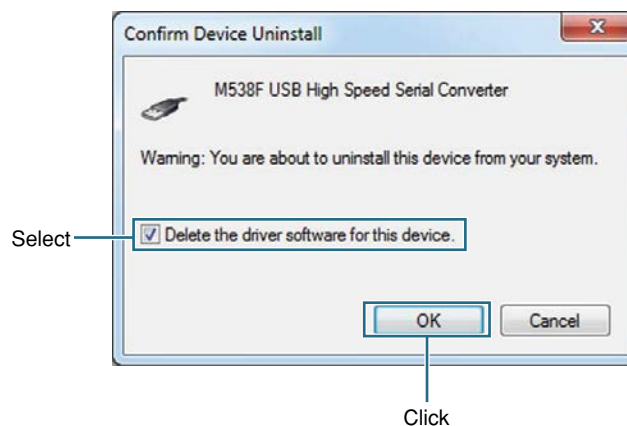 Confirm Device Uninstall
M538F USB High Speed Serial Converter
Warning: You are about to uninstall this device from your system.
Select
Delete the driver software for this device.
OK
Cancel
Click